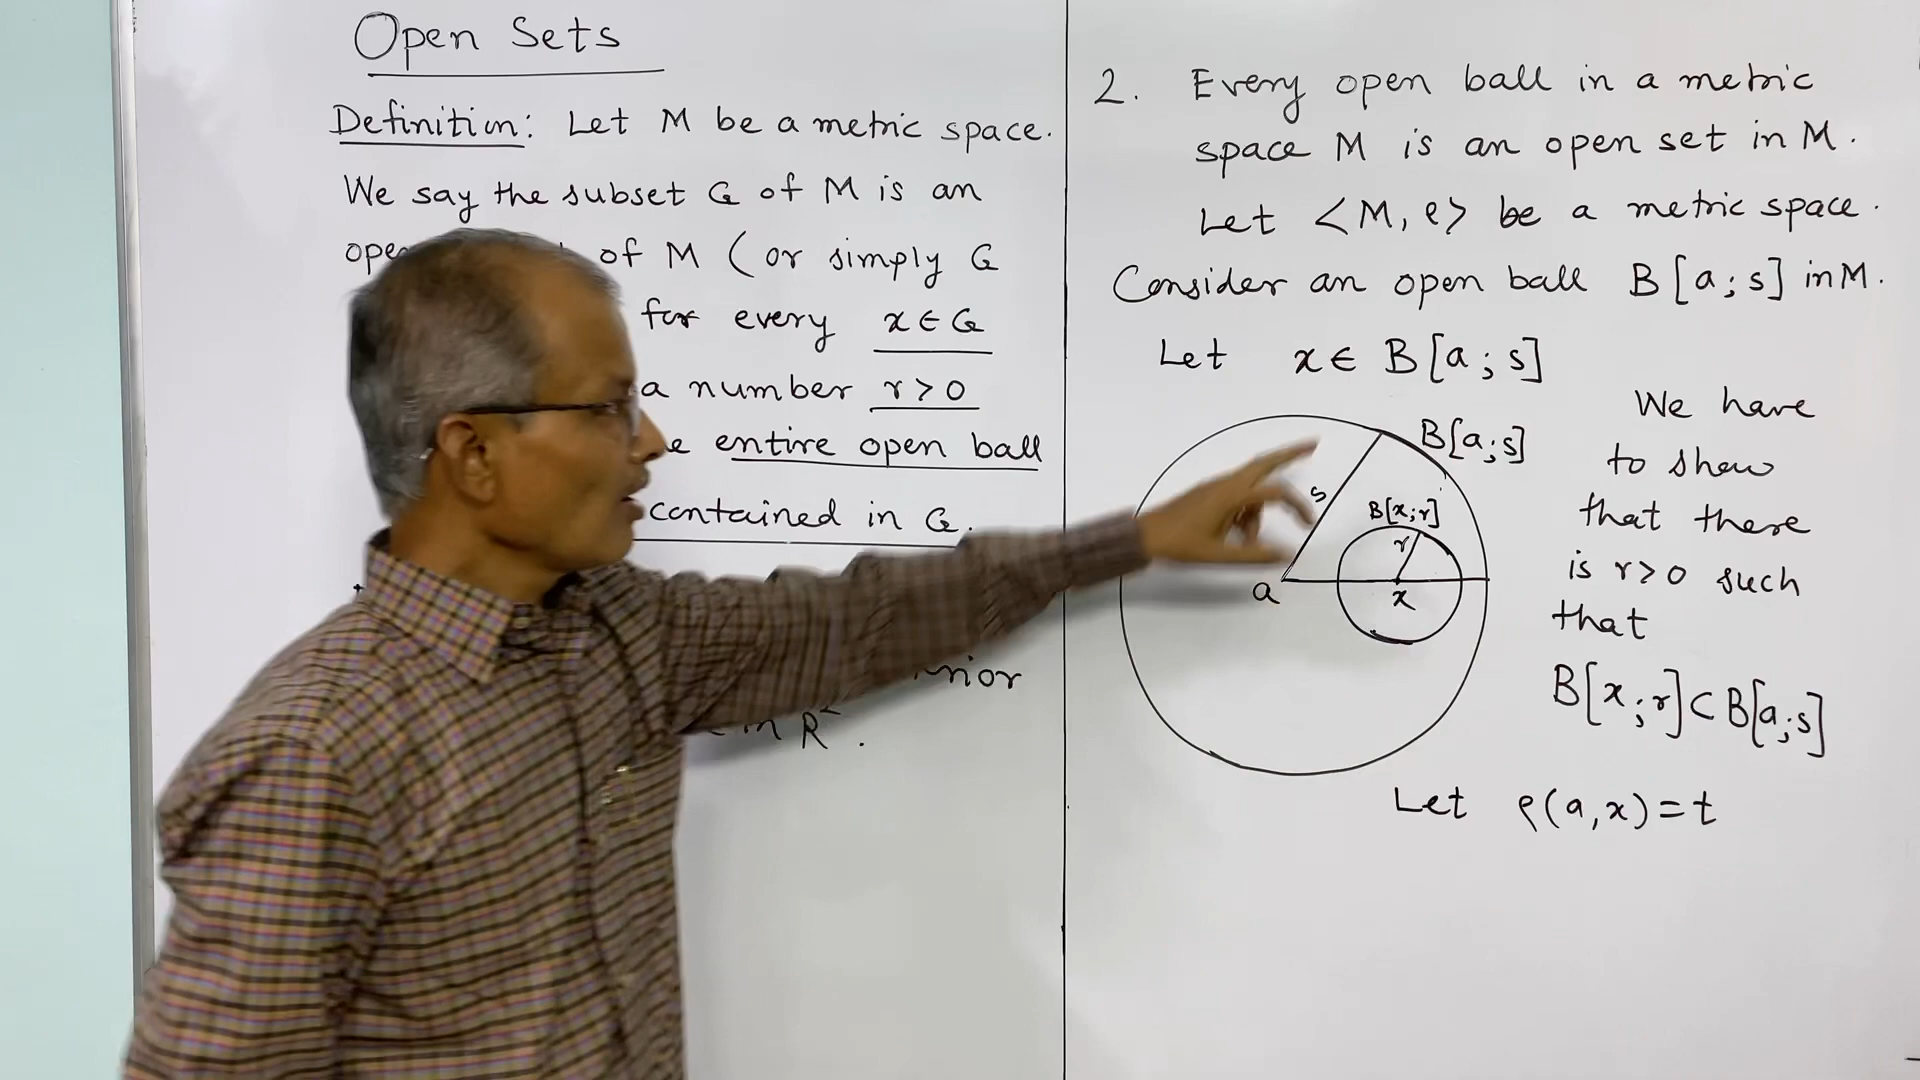 Open Sets
Definition: Let M be a metric space.
We say the subset G of M is an
of M (or simply G
for every x ∈ G
a number r > 0
entire open ball
contained in G.
in R².
2. Every open ball in a metric
space M is an open set in M.
Let <M, ρ> be a metric space.
Consider an open ball B[a; s] in M.
Let x ∈ B[a; s]
B[a; s]
s
B[x; r]
r
a
x
We have
to show
that there
is r > 0 such
that
B[x; r] ⊂ B[a; s]
Let ρ(a, x) = t